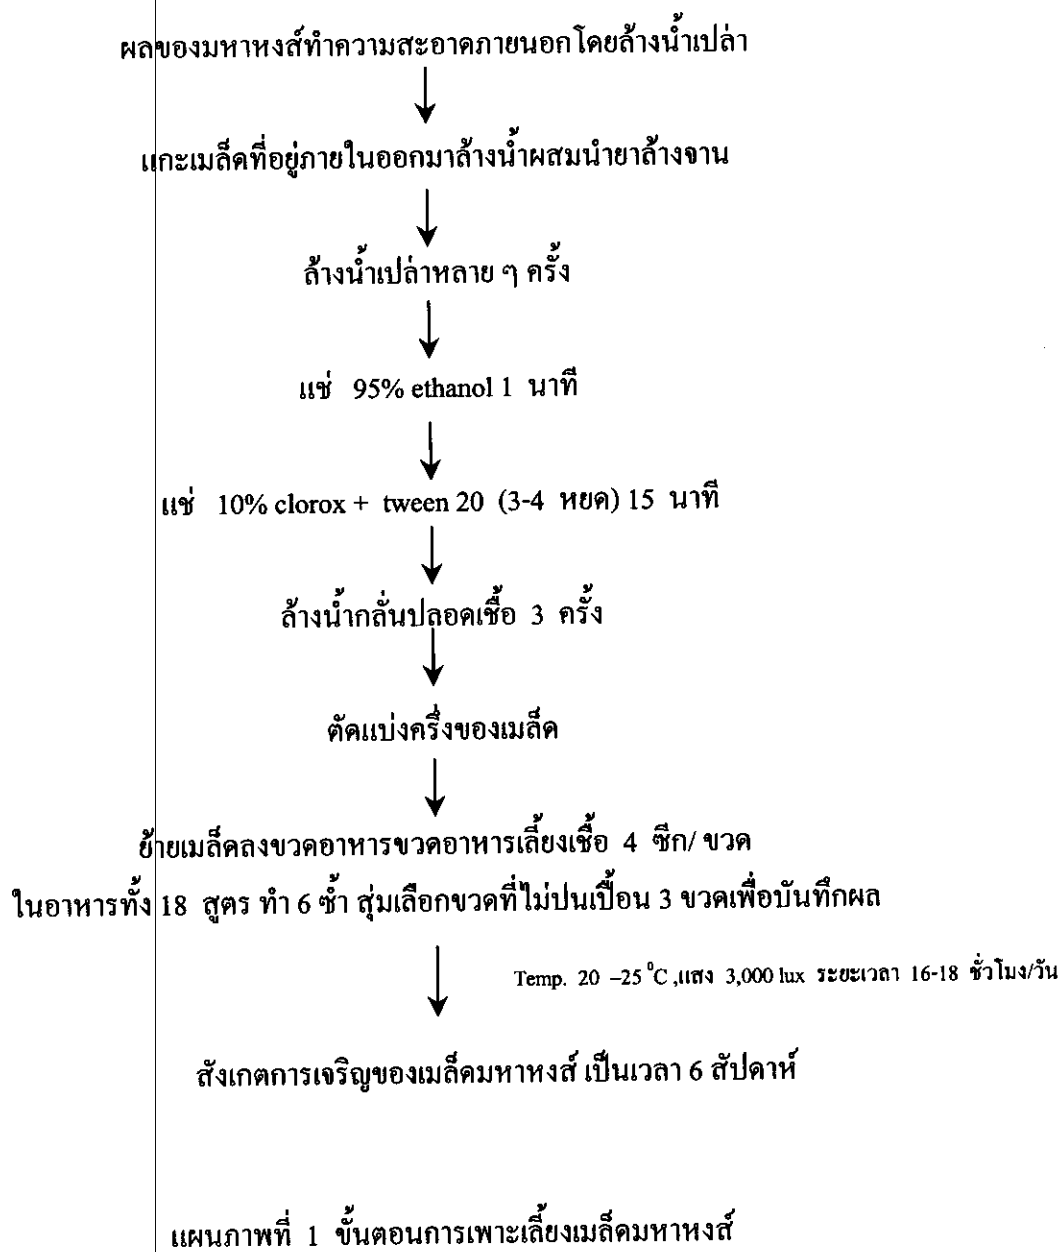 ผลของมหาหงส์ทำความสะอาดภายนอกโดยล้างน้ำเปล่า
แกะเมล็ดที่อยู่ภายในออกมาล้างน้ำผสมนำยาล้างจาน
ล้างน้ำเปล่าหลาย ๆ ครั้ง
แช่ 95% ethanol 1 นาที
แช่ 10% clorox + tween 20 (3-4 หยด) 15 นาที
ล้างน้ำกลั่นปลอดเชื้อ 3 ครั้ง
ตัดแบ่งครึ่งของเมล็ด
ย้ายเมล็ดลงขวดอาหารขวดอาหารเลี้ยงเชื้อ 4 ซีก/ ขวด
ในอาหารทั้ง 18 สูตร ทำ 6 ซ้ำ สุ่มเลือกขวดที่ไม่ปนเปื้อน 3 ขวดเพื่อบันทึกผล
Temp. 20 –25 ⁰C ,แสง 3,000 lux ระยะเวลา 16-18 ชั่วโมง/วัน
สังเกตการเจริญของเมล็ดมหาหงส์ เป็นเวลา 6 สัปดาห์
แผนภาพที่ 1 ขั้นตอนการเพาะเลี้ยงเมล็ดมหาหงส์